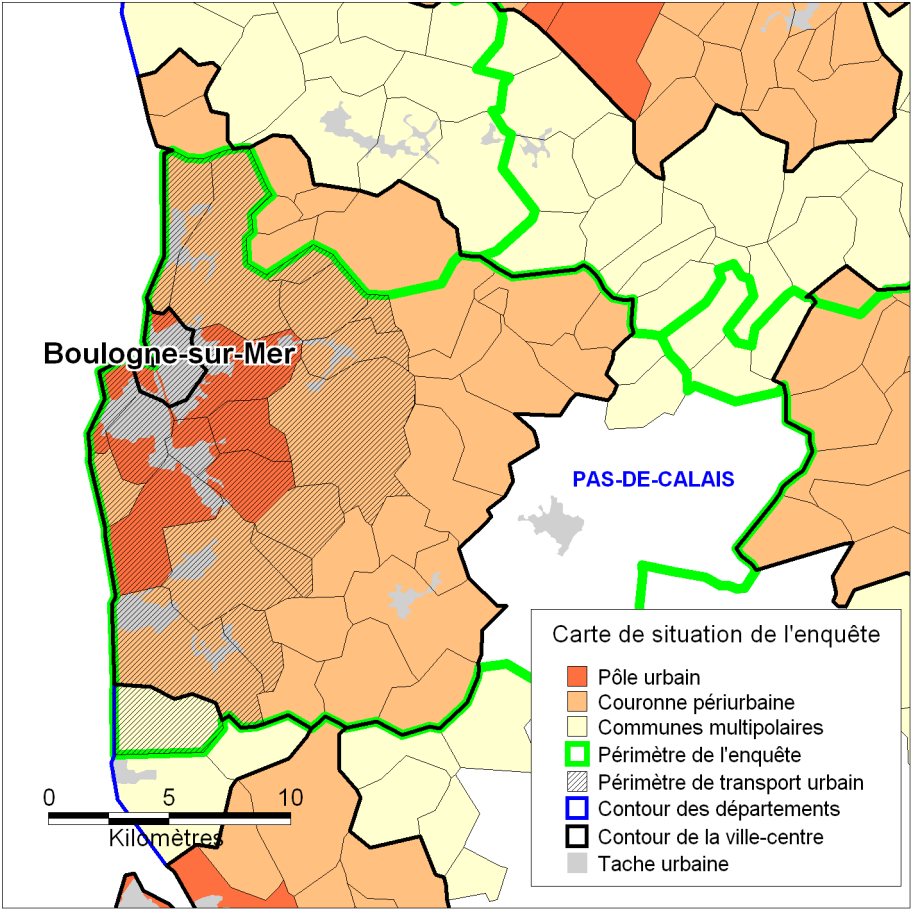 Boulogne-sur-Mer
PAS-DE-CALAIS
Carte de situation de l'enquête
Pôle urbain
Couronne périurbaine
Communes multipolaires
Périmètre de l'enquête
Périmètre de transport urbain
Contour des départements
Contour de la ville-centre
Tache urbaine
0 5 10
Kilomètres